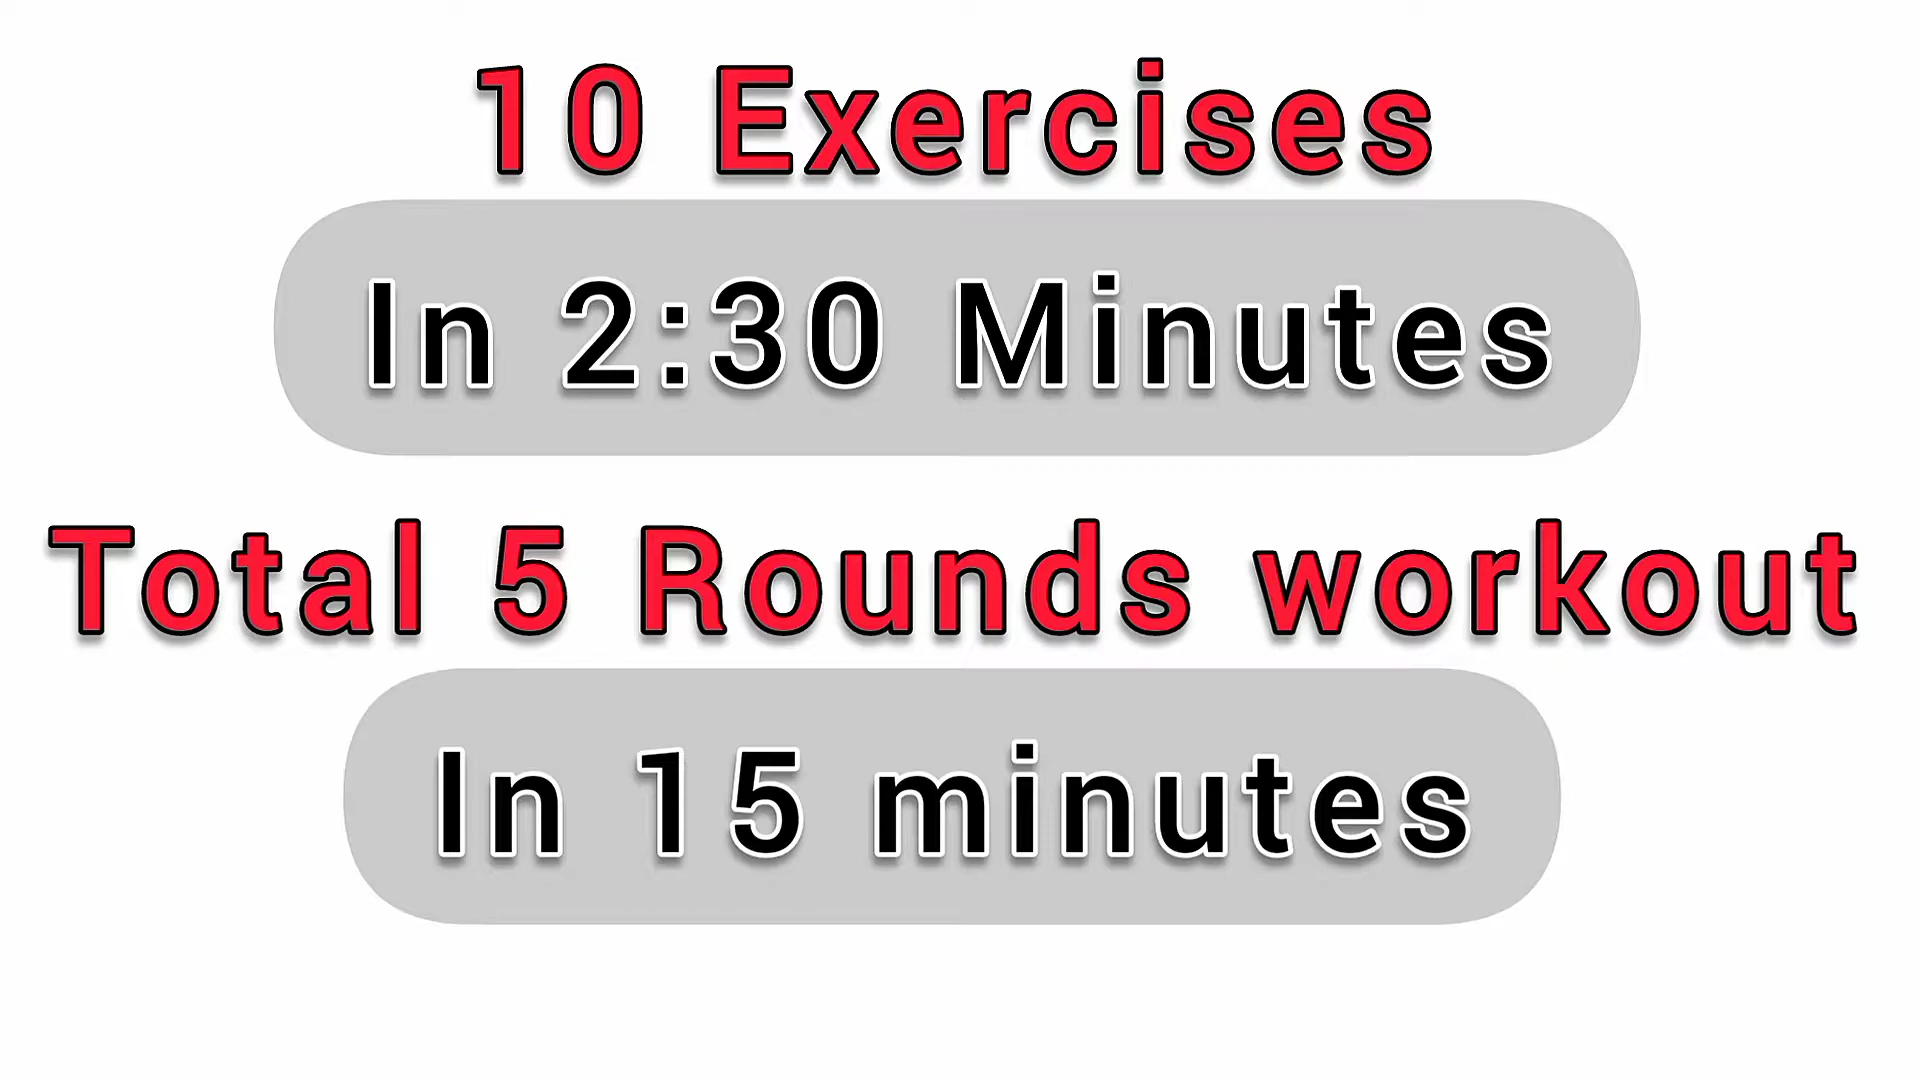 10 Exercises
In 2:30 Minutes
Total 5 Rounds workout
In 15 minutes